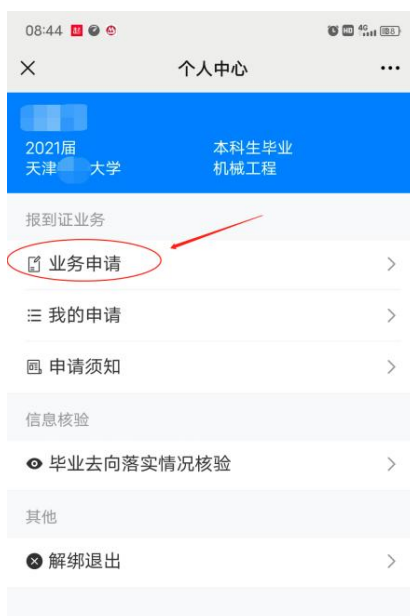 08:44
HD 4G
个人中心
2021届 本科生毕业
天津 大学 机械工程
报到证业务
业务申请
我的申请
申请须知
信息核验
毕业去向落实情况核验
其他
解绑退出